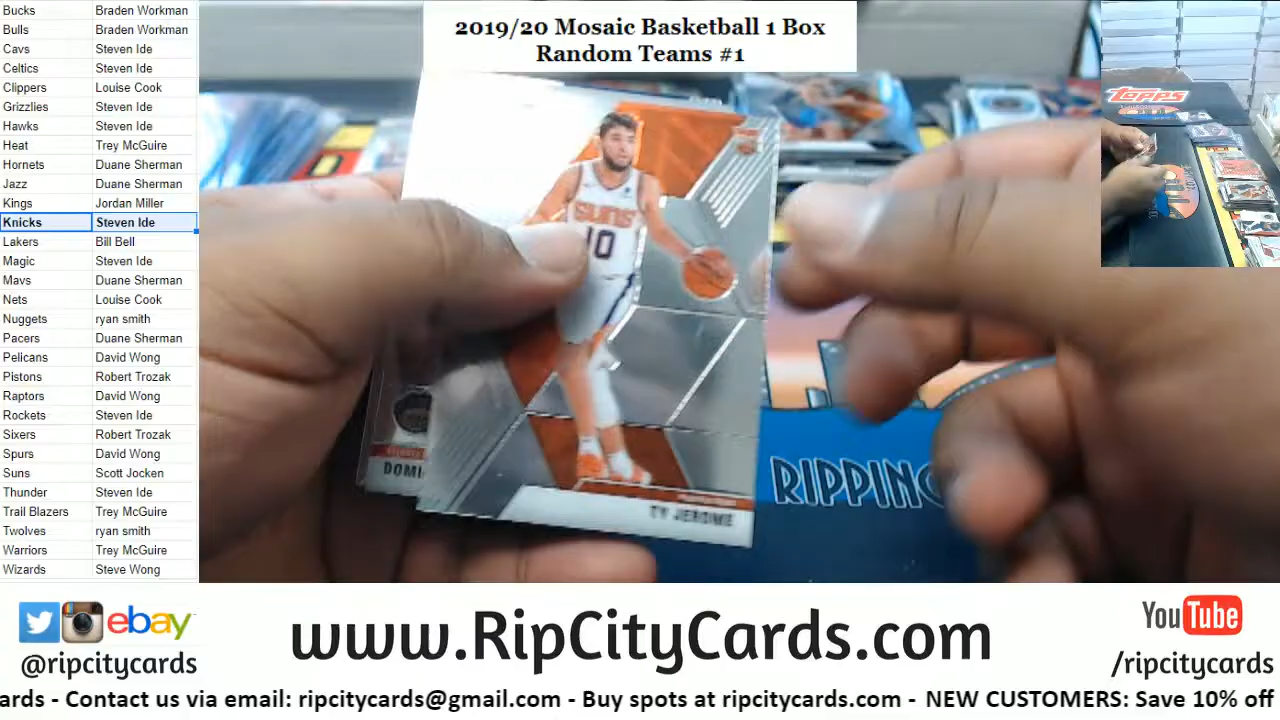 Bucks Braden Workman
Bulls Braden Workman
Cavs Steven Ide
Celtics Steven Ide
Clippers Louise Cook
Grizzlies Steven Ide
Hawks Steven Ide
Heat Trey McGuire
Hornets Duane Sherman
Jazz Duane Sherman
Kings Jordan Miller
Knicks Steven Ide
Lakers Bill Bell
Magic Steven Ide
Mavs Duane Sherman
Nets Louise Cook
Nuggets ryan smith
Pacers Duane Sherman
Pelicans David Wong
Pistons Robert Trozak
Raptors David Wong
Rockets Steven Ide
Sixers Robert Trozak
Spurs David Wong
Suns Scott Jocken
Thunder Steven Ide
Trail Blazers Trey McGuire
Twolves ryan smith
Warriors Trey McGuire
Wizards Steve Wong
2019/20 Mosaic Basketball 1 Box
Random Teams #1
Topps
SUNS
10
DOMI
TY JEROME
RIPPING
ebay
@ripcitycards
www.RipCityCards.com
YouTube
/ripcitycards
ards - Contact us via email: ripcitycards@gmail.com - Buy spots at ripcitycards.com - NEW CUSTOMERS: Save 10% off